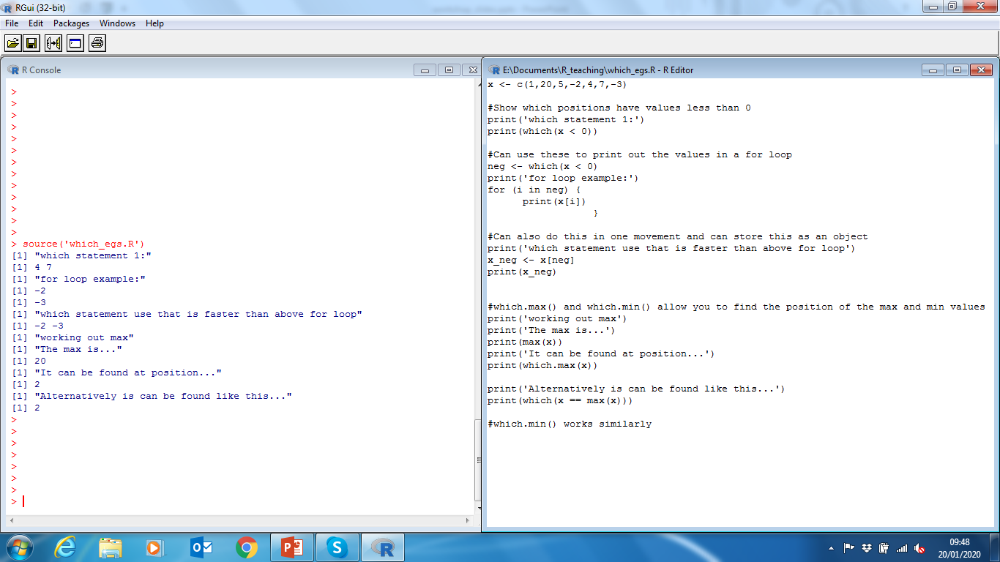 RGui (32-bit)
File Edit Packages Windows Help
R Console
>
>
>
>
>
>
>
>
>
>
>
>
>
> source('which_egs.R')
[1] "which statement 1:"
[1] 4 7
[1] "for loop example:"
[1] -2
[1] -3
[1] "which statement use that is faster than above for loop"
[1] -2 -3
[1] "working out max"
[1] "The max is..."
[1] 20
[1] "It can be found at position..."
[1] 2
[1] "Alternatively is can be found like this..."
[1] 2
>
>
>
>
>
>
>
>
E:\Documents\R_teaching\which_egs.R - R Editor
x <- c(1,20,5,-2,4,7,-3)
#Show which positions have values less than 0
print('which statement 1:')
print(which(x < 0))
#Can use these to print out the values in a for loop
neg <- which(x < 0)
print('for loop example:')
for (i in neg) {
print(x[i])
}
#Can also do this in one movement and can store this as an object
print('which statement use that is faster than above for loop')
x_neg <- x[neg]
print(x_neg)
#which.max() and which.min() allow you to find the position of the max and min values
print('working out max')
print('The max is...')
print(max(x))
print('It can be found at position...')
print(which.max(x))
print('Alternatively is can be found like this...')
print(which(x == max(x)))
#which.min() works similarly
09:48
20/01/2020